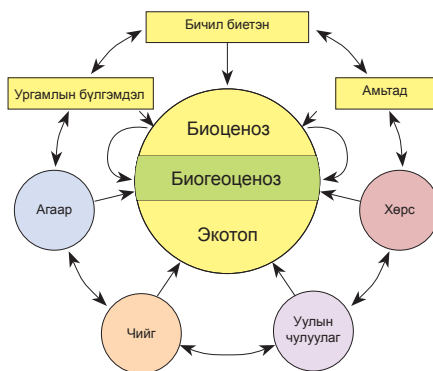 Бичил биетэн
Ургамлын бүлгэмдэл
Амьтад
Биоценоз
Биогеоценоз
Агаар
Хөрс
Экотоп
Чийг
Уулын
чулуулаг